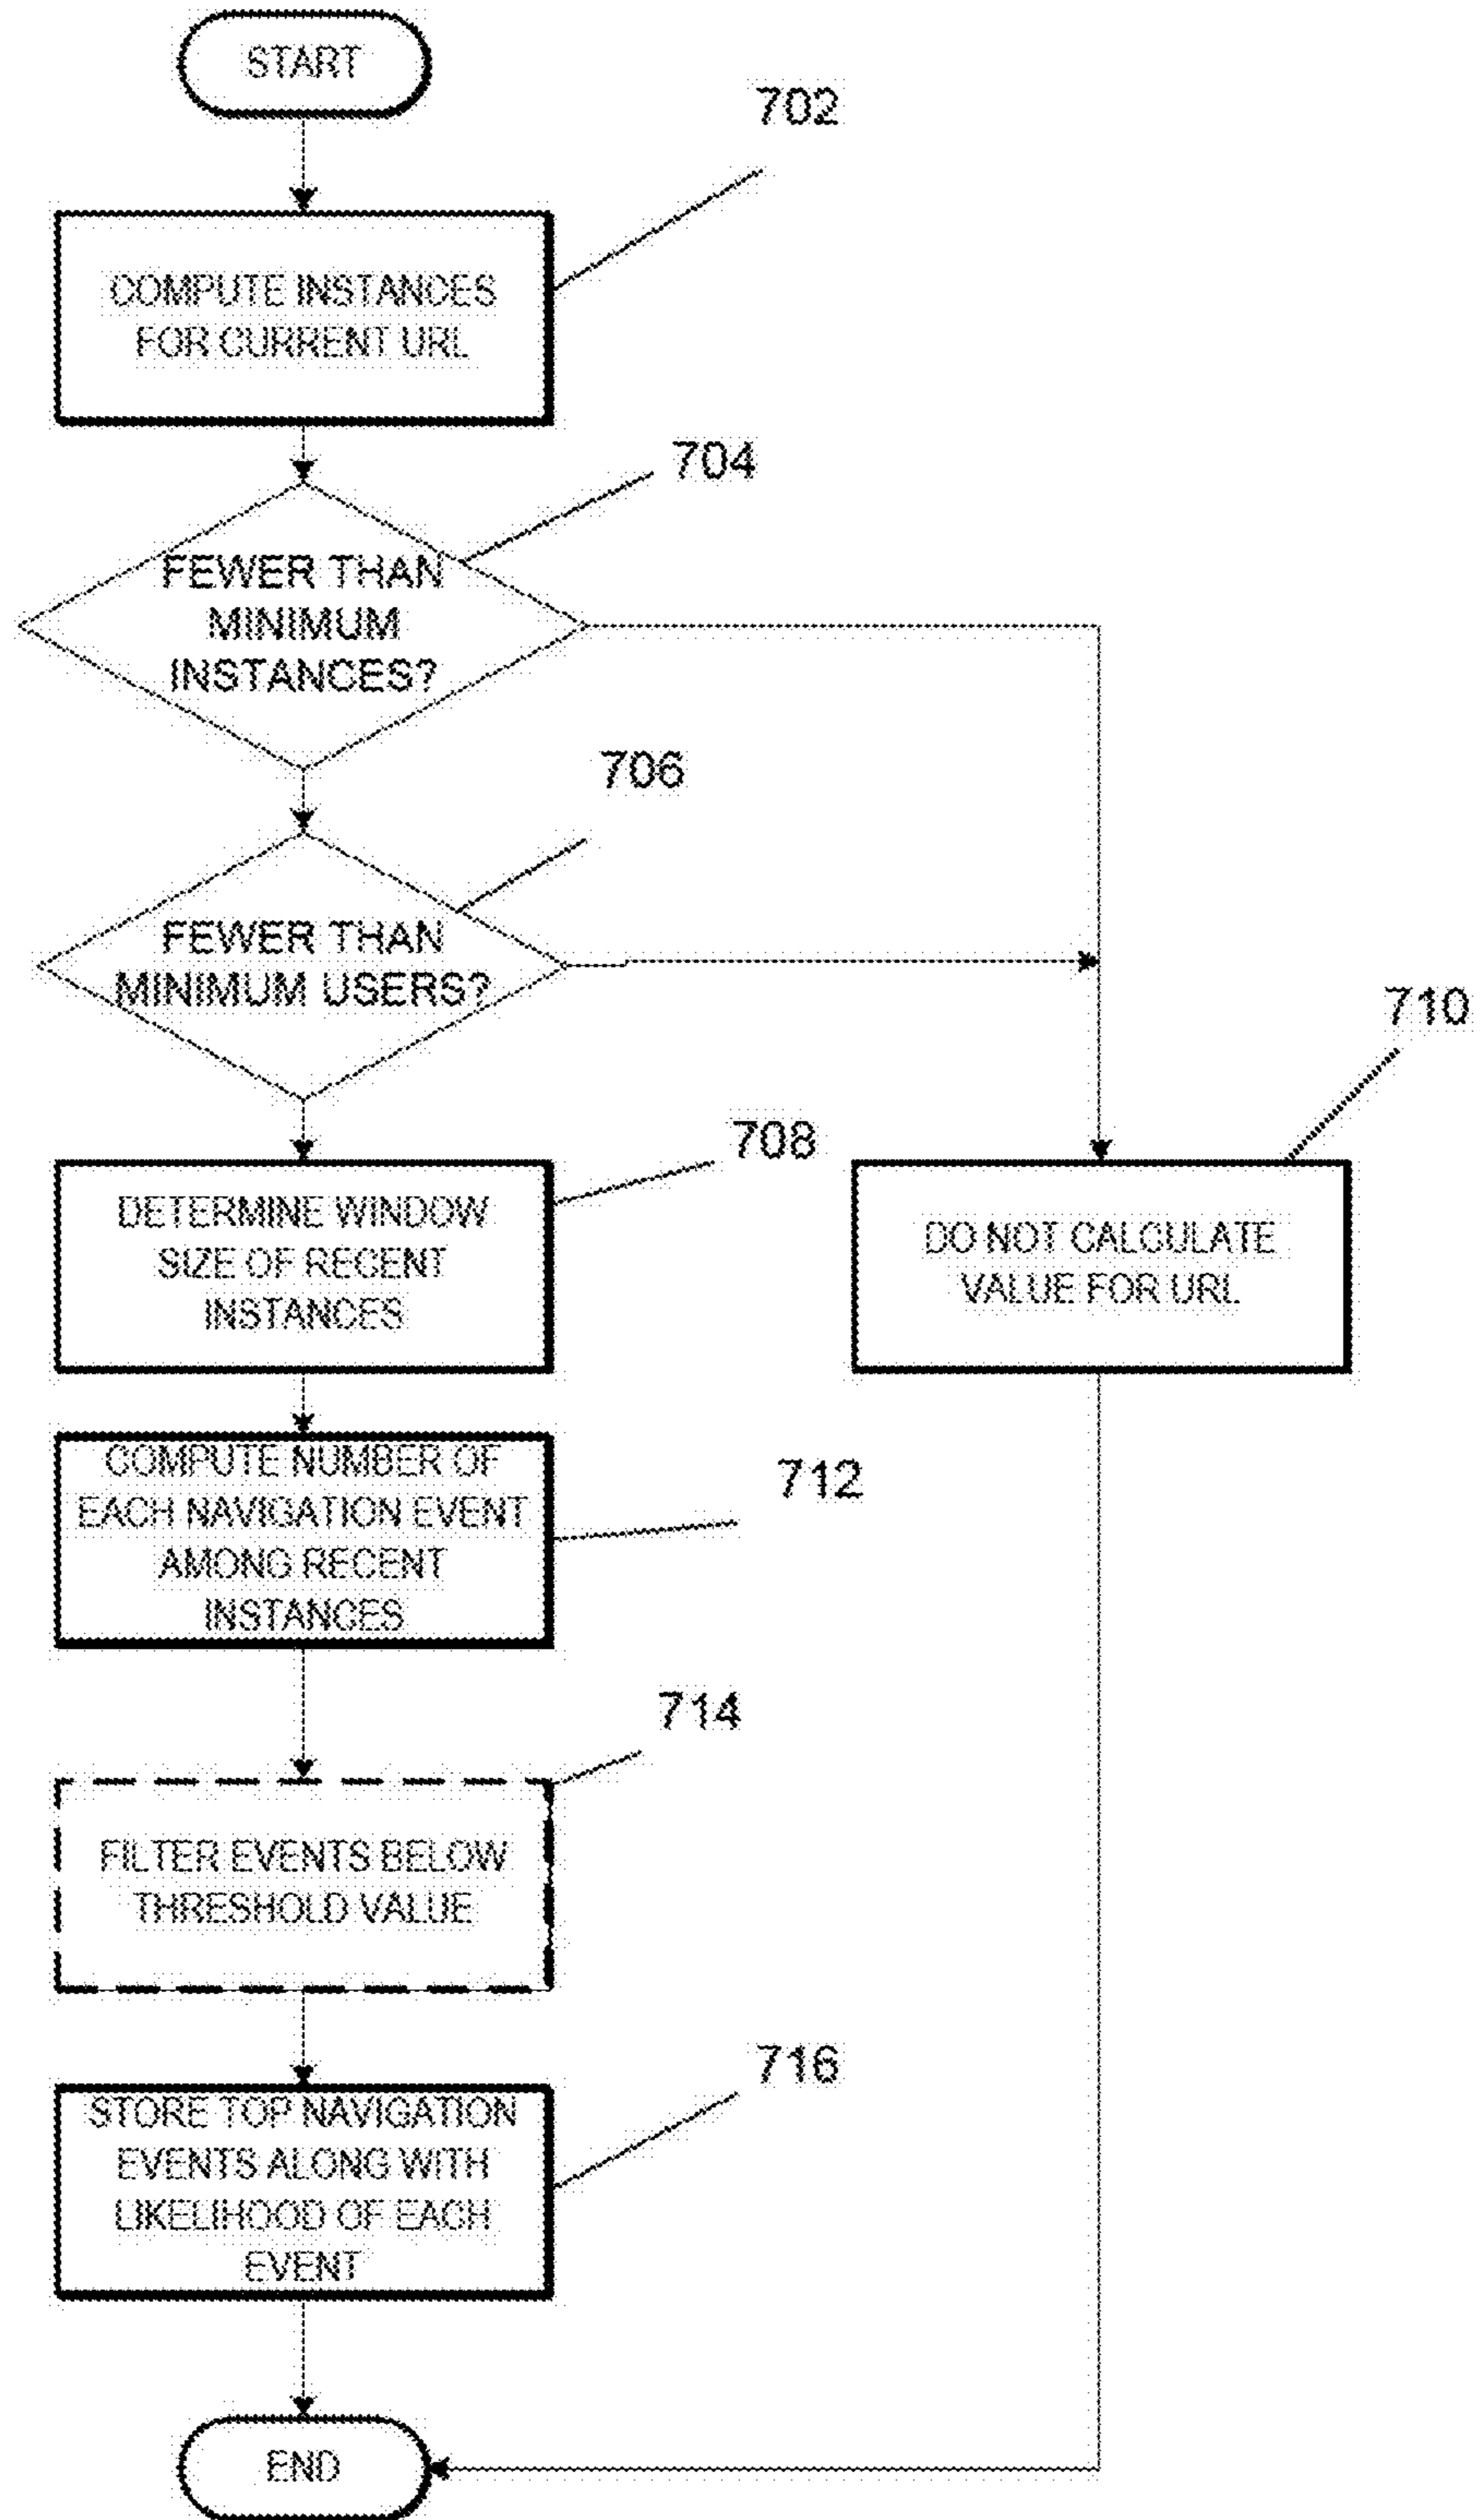 START
702
COMPUTE INSTANCES
FOR CURRENT URL
704
FEWER THAN
MINIMUM
INSTANCES?
706
FEWER THAN
MINIMUM USERS?
710
708
DETERMINE WINDOW
SIZE OF RECENT
INSTANCES
DO NOT CALCULATE
VALUE FOR URL
712
COMPUTE NUMBER OF
EACH NAVIGATION EVENT
AMONG RECENT
INSTANCES
714
FILTER EVENTS BELOW
THRESHOLD VALUE
716
STORE TOP NAVIGATION
EVENTS ALONG WITH
LIKELIHOOD OF EACH
EVENT
END